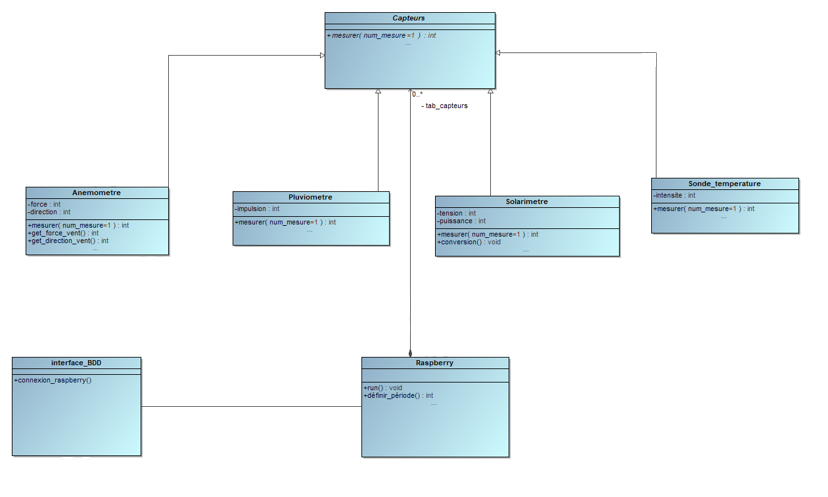 Capteurs
+ mesurer( num_mesure=1 ) : int
...
0..*
- tab_capteurs
Anemometre
-force : int
-direction : int
+mesurer( num_mesure=1 ) : int
+get_force_vent() : int
+get_direction_vent() : int
...
Pluviometre
-impulsion : int
+mesurer( num_mesure=1 ) : int
...
Solarimetre
-tension : int
-puissance : int
+mesurer( num_mesure=1 ) : int
+conversion() : void
...
Sonde_temperature
-intensite : int
+mesurer( num_mesure=1 ) : int
...
interface_BDD
+connexion_raspberry()
Raspberry
+run() : void
+définir_période() : int
...